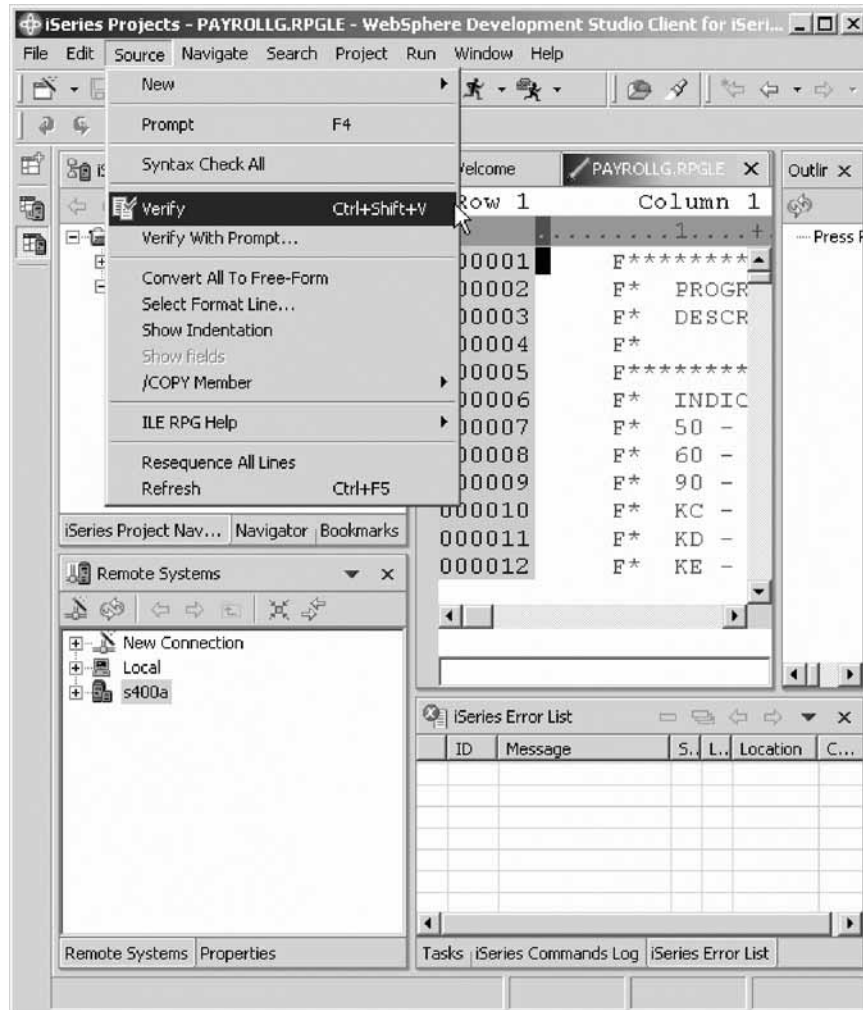 iSeries Projects - PAYROLLG.RPGLE - WebSphere Development Studio Client for iSeri...
File Edit Source Navigate Search Project Run Window Help
New
Prompt F4
Syntax Check All
Verify Ctrl+Shift+V
Verify With Prompt...
Convert All To Free-Form
Select Format Line...
Show Indentation
Show fields
/COPY Member
ILE RPG Help
Resequence All Lines
Refresh Ctrl+F5
iSeries Project Nav... Navigator Bookmarks
Remote Systems
New Connection
Local
s400a
Remote Systems Properties
elcome PAYROLLG.RPGLE
Row 1 Column 1
.........1....+.
00001 F********
00002 F* PROGR
00003 F* DESCR
00004 F*
00005 F********
00006 F* INDIC
00007 F* 50 -
00008 F* 60 -
00009 F* 90 -
000010 F* KC -
000011 F* KD -
000012 F* KE -
Outlir
Press F
iSeries Error List
ID Message S.. L... Location C...
Tasks iSeries Commands Log iSeries Error List